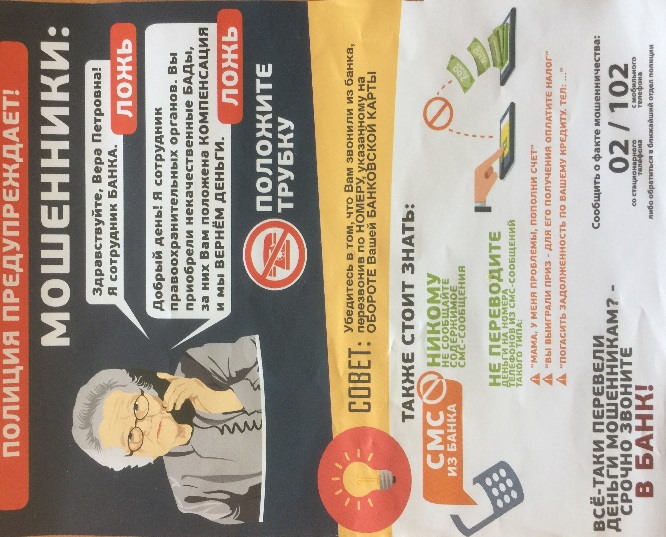 ПОЛИЦИЯ ПРЕДУПРЕЖДАЕТ!
МОШЕННИКИ:
Здравствуйте, Вера Петровна!
Я сотрудник БАНКА.
ЛОЖЬ
Добрый день! Я сотрудник
правоохранительных органов. Вы
приобрели некачественные БАДы,
за них Вам положена КОМПЕНСАЦИЯ
и мы ВЕРНЁМ ДЕНЬГИ.
ЛОЖЬ
ПОЛОЖИТЕ
ТРУБКУ
СОВЕТ:
Убедитесь в том, что Вам звонили из банка,
перезвонив по НОМЕРУ, указанному на
ОБОРОТЕ Вашей БАНКОВСКОЙ КАРТЫ
ТАКЖЕ СТОИТ ЗНАТЬ:
СМС
ИЗ БАНКА
НИКОМУ
НЕ СООБЩАЙТЕ
СОДЕРЖИМОЕ
СМС-СООБЩЕНИЯ
НЕ ПЕРЕВОДИТЕ
ДЕНЬГИ НА НОМЕРА
ТЕЛЕФОНОВ ИЗ СМС-СООБЩЕНИЙ
ТАКОГО ТИПА:
"МАМА, У МЕНЯ ПРОБЛЕМЫ, ПОПОЛНИ СЧЕТ"
"ВЫ ВЫИГРАЛИ ПРИЗ - ДЛЯ ЕГО ПОЛУЧЕНИЯ ОПЛАТИТЕ НАЛОГ"
"ПОГАСИТЬ ЗАДОЛЖЕННОСТЬ ПО ВАШЕМУ КРЕДИТУ. ТЕЛ: ..."
ВСЁ-ТАКИ ПЕРЕВЕЛИ
ДЕНЬГИ МОШЕННИКАМ? -
СРОЧНО ЗВОНИТЕ
В БАНК!
Сообщить о факте мошенничества:
02 / 102
со стационарного телефона
с мобильного телефона
либо обратиться в ближайший отдел полиции